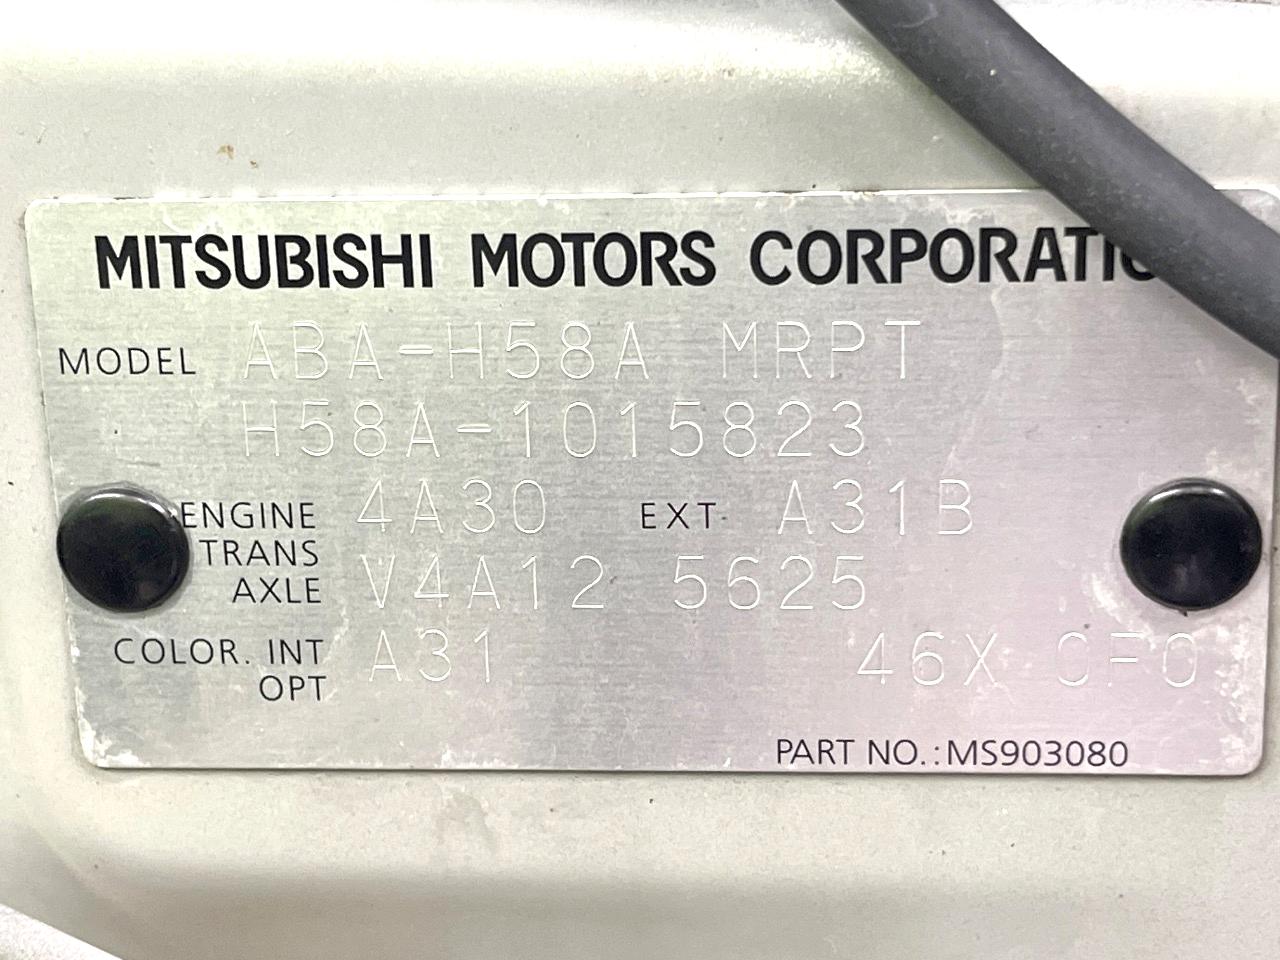 MITSUBISHI MOTORS CORPORATIO
MODEL ABA-H58A MRPT
H58A-1015823
ENGINE 4A30 EXT A31B
TRANS
AXLE V4A12 5625
COLOR. INT A31 46X 0F0
OPT
PART NO.:MS903080